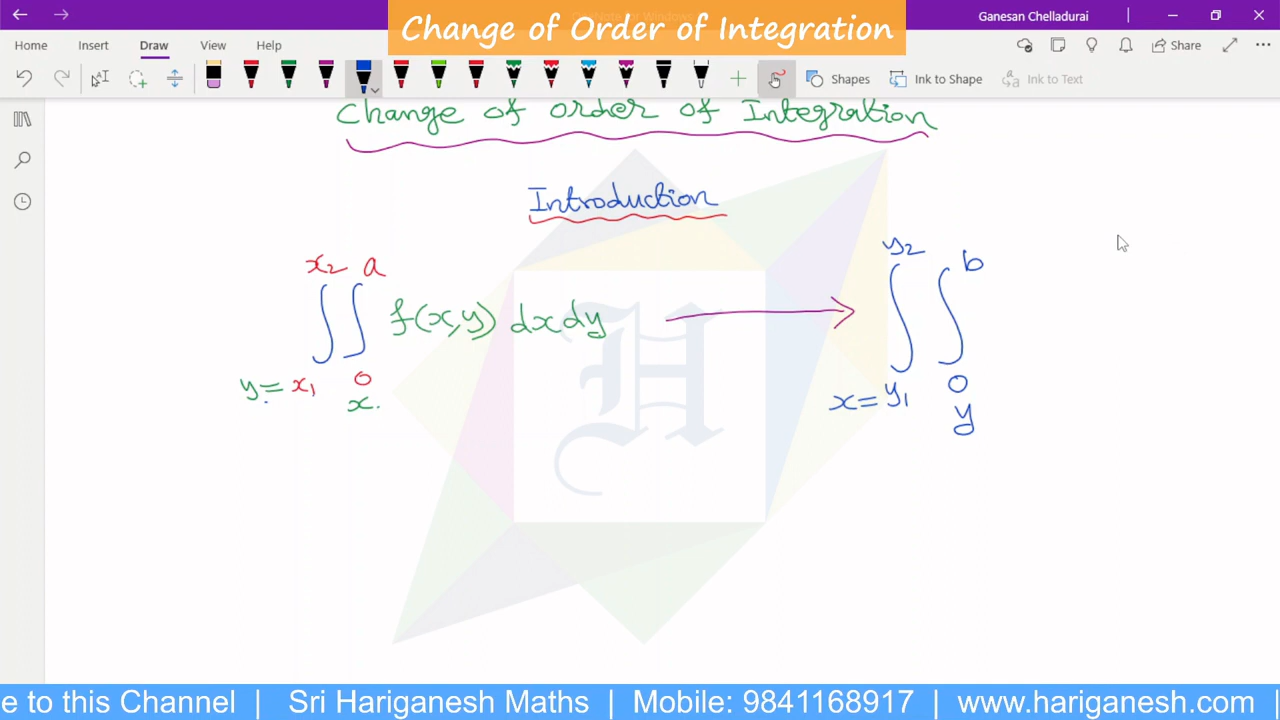 Ganesan Chelladurai
Change of Order of Integration
Home Insert Draw View Help
Share
Shapes Ink to Shape Ink to Text
Change of order of Integration
Introduction
x2 a
∫ ∫ f(x,y) dx dy
y= x1 0
x
y2 b
∫ ∫
x= y1 0
y
H
e to this Channel | Sri Hariganesh Maths | Mobile: 9841168917 | www.hariganesh.com |